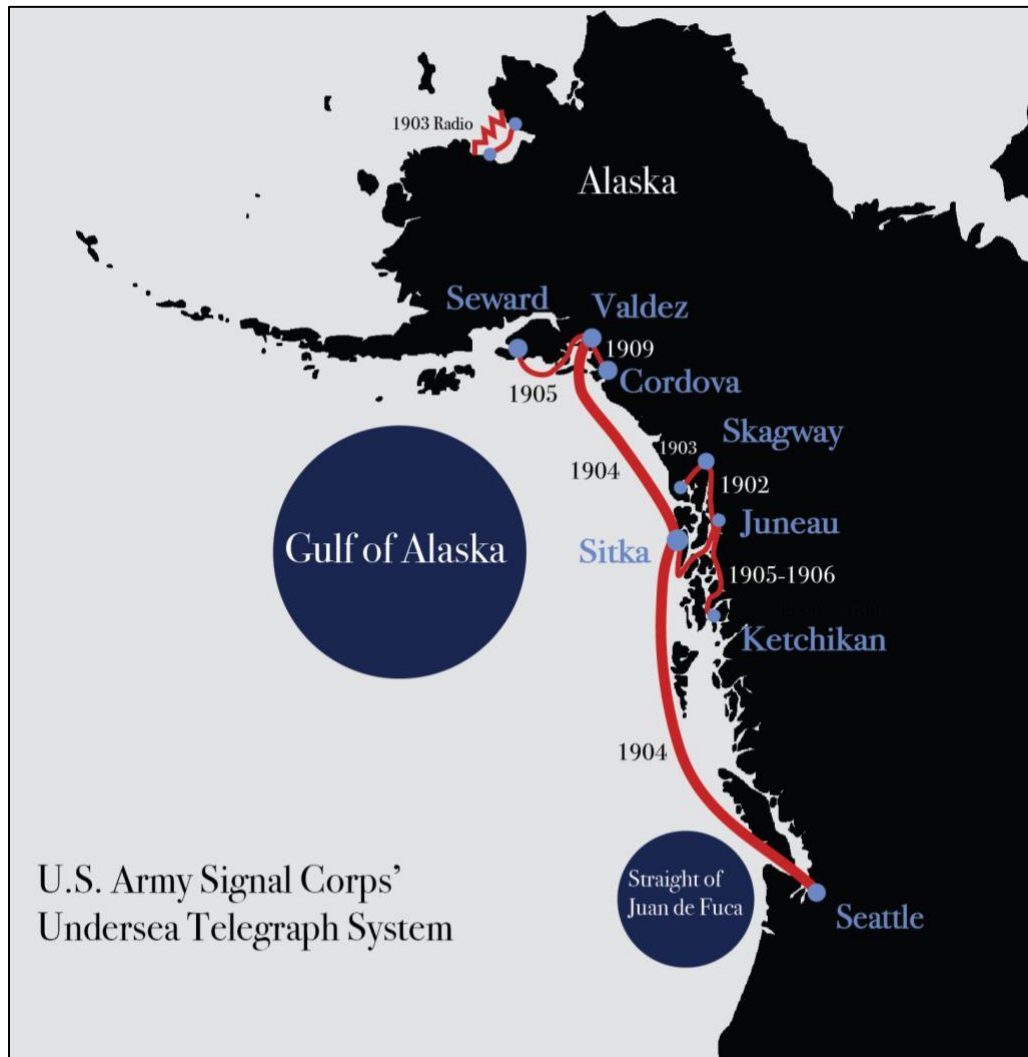 1903 Radio
Alaska
Seward
Valdez
1909
1905
Cordova
Skagway
1903
1902
1904
Gulf of Alaska
Sitka
Juneau
1905-1906
Ketchikan
1904
U.S. Army Signal Corps'
Undersea Telegraph System
Straight of
Juan de Fuca
Seattle